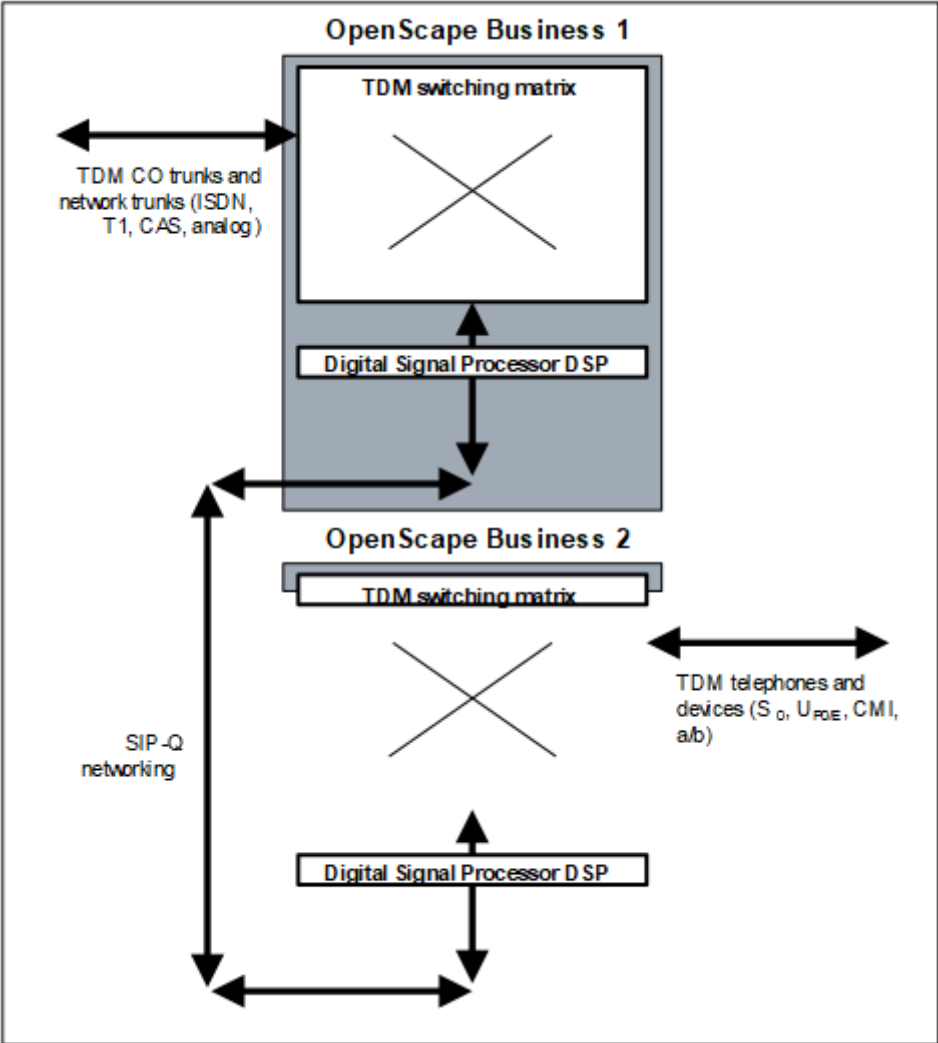 OpenScape Business 1
TDM switching matrix
TDM CO trunks and
network trunks (ISDN,
T1, CAS, analog)
Digital Signal Processor DSP
OpenScape Business 2
TDM switching matrix
TDM telephones and
devices (S0, UP0/E, CMI,
a/b)
SIP-Q
networking
Digital Signal Processor DSP